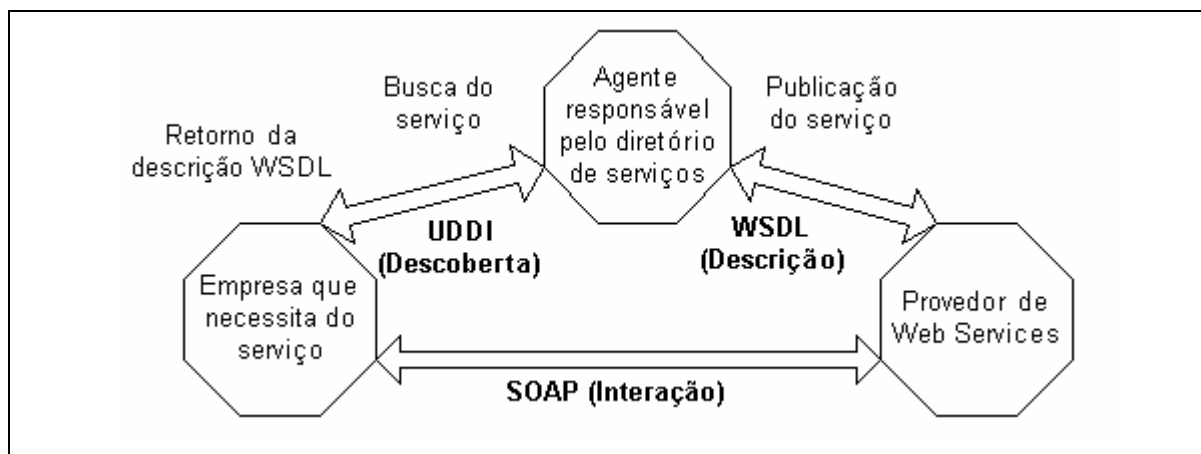 Busca do
serviço
Agente
responsável
pelo diretório
de serviços
Publicação
do serviço
Retorno da
descrição WSDL
UDDI
(Descoberta)
WSDL
(Descrição)
Empresa que
necessita do
serviço
Provedor de
Web Services
SOAP (Interação)